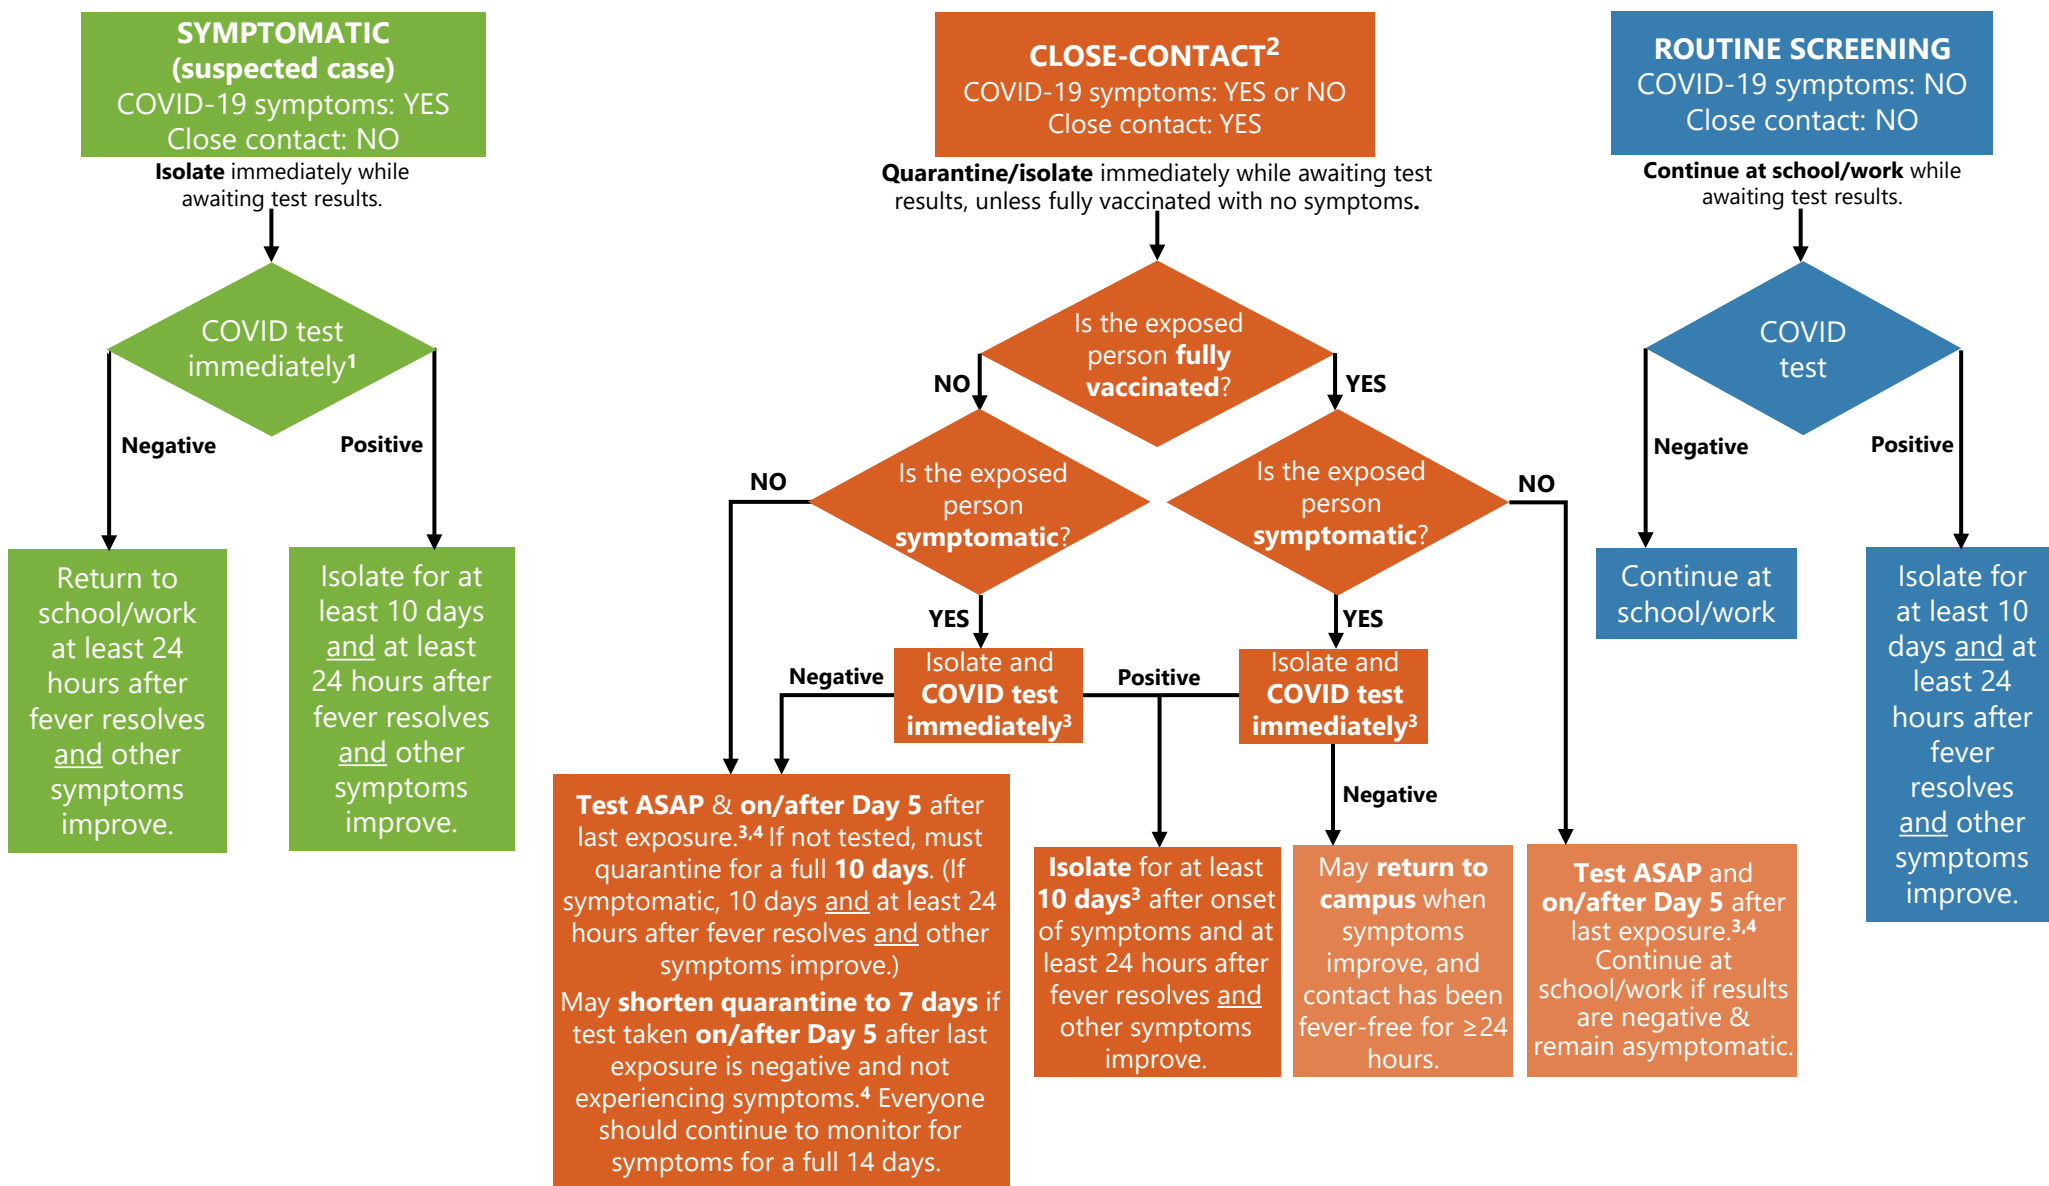 SYMPTOMATIC
(suspected case)
COVID-19 symptoms: YES
Close contact: NO
Isolate immediately while
awaiting test results.
COVID test
immediately1
Negative
Positive
Return to
school/work
at least 24
hours after
fever resolves
and other
symptoms
improve.
Isolate for at
least 10 days
and at least
24 hours after
fever resolves
and other
symptoms
improve.
CLOSE-CONTACT2
COVID-19 symptoms: YES or NO
Close contact: YES
Quarantine/isolate immediately while awaiting test
results, unless fully vaccinated with no symptoms.
Is the exposed
person fully
vaccinated?
NO
YES
Is the exposed
person
symptomatic?
NO
YES
Is the exposed
person
symptomatic?
NO
YES
Isolate and
COVID test
immediately3
Negative
Positive
Isolate and
COVID test
immediately3
Negative
Test ASAP & on/after Day 5 after
last exposure.3,4 If not tested, must
quarantine for a full 10 days. (If
symptomatic, 10 days and at least 24
hours after fever resolves and other
symptoms improve.)
May shorten quarantine to 7 days if
test taken on/after Day 5 after last
exposure is negative and not
experiencing symptoms.4 Everyone
should continue to monitor for
symptoms for a full 14 days.
Isolate for at least
10 days3 after onset
of symptoms and at
least 24 hours after
fever resolves and
other symptoms
improve.
May return to
campus when
symptoms
improve, and
contact has been
fever-free for ≥24
hours.
Test ASAP and
on/after Day 5 after
last exposure.3,4
Continue at
school/work if results
are negative &
remain asymptomatic.
ROUTINE SCREENING
COVID-19 symptoms: NO
Close contact: NO
Continue at school/work while
awaiting test results.
COVID
test
Negative
Positive
Continue at
school/work
Isolate for
at least 10
days and at
least 24
hours after
fever
resolves
and other
symptoms
improve.